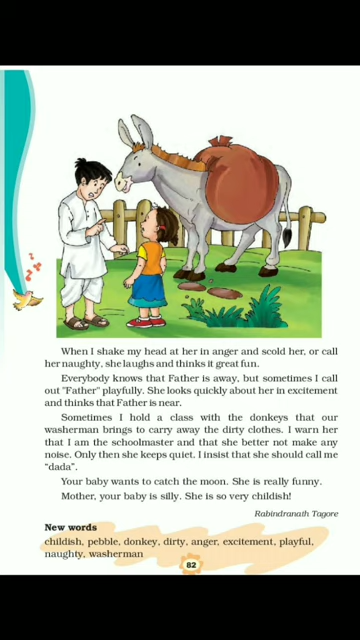 When I shake my head at her in anger and scold her, or call
her naughty, she laughs and thinks it great fun.
Everybody knows that Father is away, but sometimes I call
out "Father" playfully. She looks quickly about her in excitement
and thinks that Father is near.
Sometimes I hold a class with the donkeys that our
washerman brings to carry away the dirty clothes. I warn her
that I am the schoolmaster and that she better not make any
noise. Only then she keeps quiet. I insist that she should call me
“dada”.
Your baby wants to catch the moon. She is really funny.
Mother, your baby is silly. She is so very childish!
Rabindranath Tagore
New words
childish, pebble, donkey, dirty, anger, excitement, playful,
naughty, washerman
82